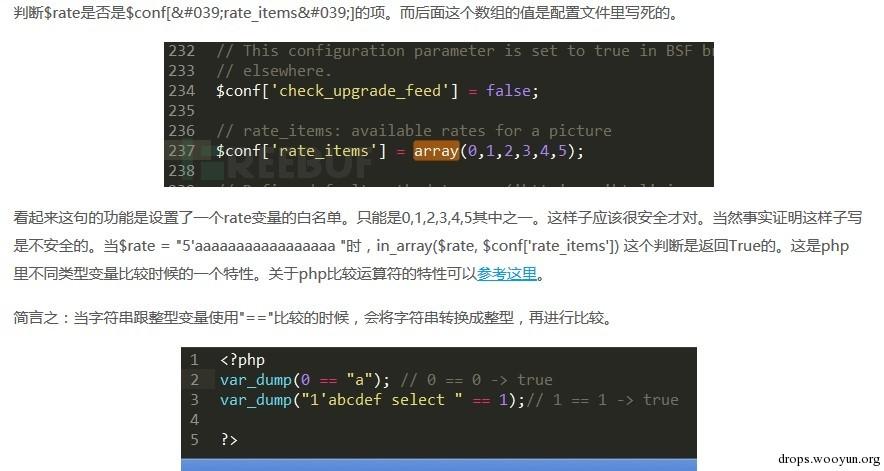 判断$rate是否是$conf[&#039;rate_items&#039;]的项。而后面这个数组的值是配置文件里写死的。
232 // This configuration parameter is set to true in BSF
233 // elsewhere.
234 $conf['check_upgrade_feed'] = false;
235
236 // rate_items: available rates for a picture
237 $conf['rate_items'] = array(0,1,2,3,4,5);
238
REEBUF
看起来这句的功能是设置了一个rate变量的白名单。只能是0,1,2,3,4,5其中之一。这样子应该很安全才对。当然事实证明这样子写
是不安全的。当$rate = "5'aaaaaaaaaaaaaaaaa "时，in_array($rate, $conf['rate_items']) 这个判断是返回True的。这是php
里不同类型变量比较时候的一个特性。关于php比较运算符的特性可以参考这里。
简言之：当字符串跟整型变量使用"=="比较的时候，会将字符串转换成整型，再进行比较。
1 <?php
2 var_dump(0 == "a"); // 0 == 0 -> true
3 var_dump("1'abcdef select " == 1);// 1 == 1 -> true
4
5 ?>
drops.wooyun.org